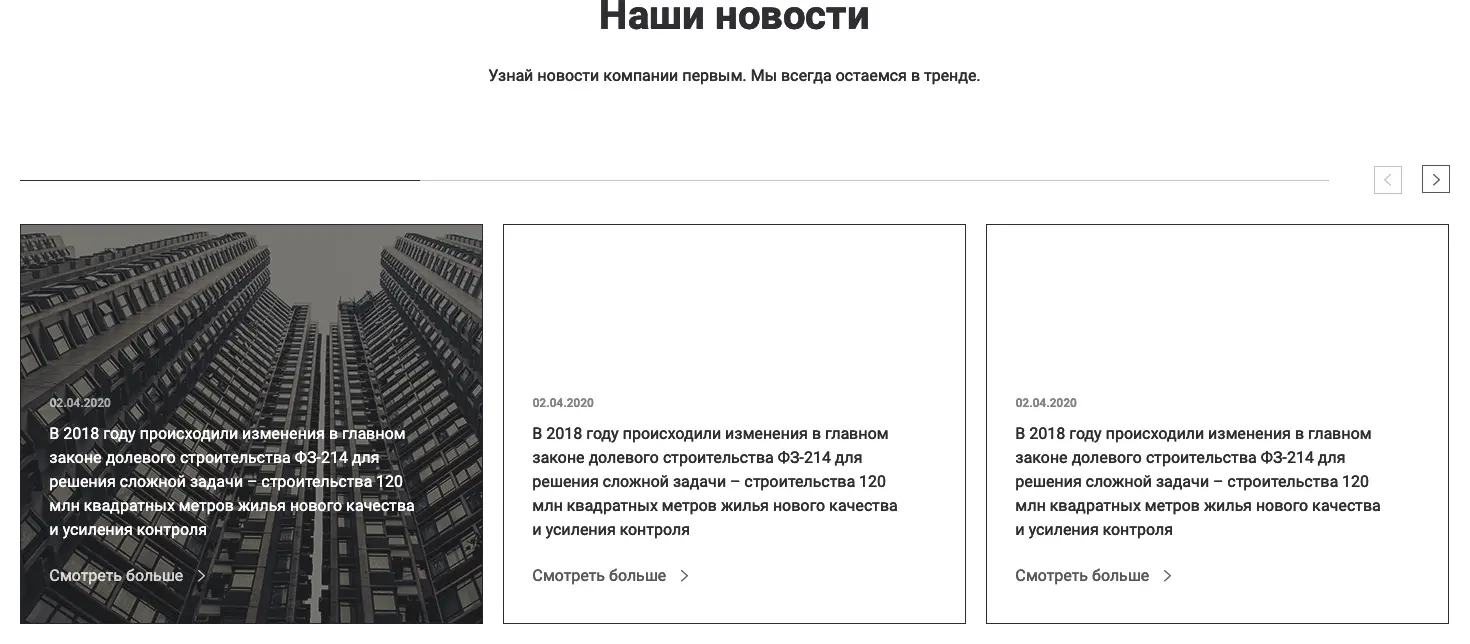 Наши новости
Узнай новости компании первым. Мы всегда остаемся в тренде.
02.04.2020
В 2018 году происходили изменения в главном
законе долевого строительства ФЗ-214 для
решения сложной задачи – строительства 120
млн квадратных метров жилья нового качества
и усиления контроля
Смотреть больше
02.04.2020
В 2018 году происходили изменения в главном
законе долевого строительства ФЗ-214 для
решения сложной задачи – строительства 120
млн квадратных метров жилья нового качества
и усиления контроля
Смотреть больше
02.04.2020
В 2018 году происходили изменения в главном
законе долевого строительства ФЗ-214 для
решения сложной задачи – строительства 120
млн квадратных метров жилья нового качества
и усиления контроля
Смотреть больше